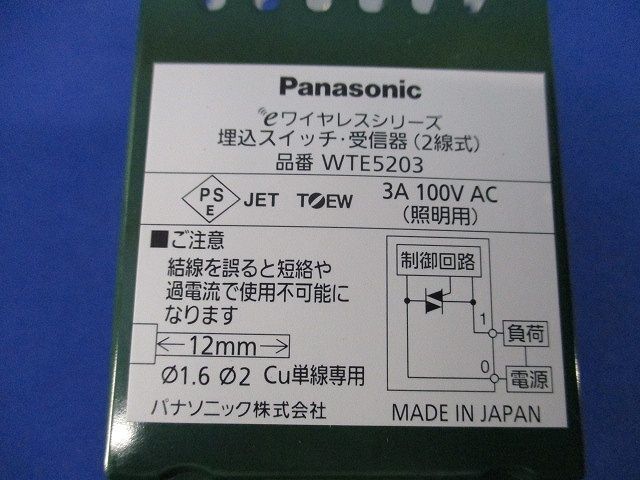 Panasonic
eワイヤレスシリーズ
埋込スイッチ・受信器(2線式)
品番 WTE5203
PS E JET TOEW 3A 100V AC
(照明用)
■ご注意
結線を誤ると短絡や
過電流で使用不可能に
なります
12mm
Ø1.6 Ø2 Cu単線専用
パナソニック株式会社
制御回路
1
負荷
0
電源
MADE IN JAPAN